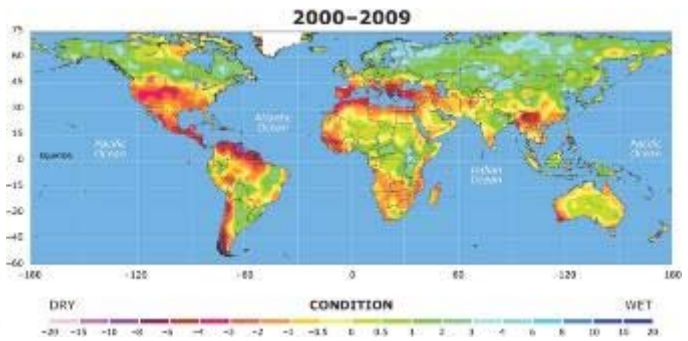 2000–2009
75
60
45
30
15
0
−15
−30
−45
−60
Atlantic
Ocean
Pacific
Ocean
Equator
Indian
Ocean
Pacific
Ocean
−180 −120 −60 0 60 −120 180
DRY CONDITION WET
−20 −15 −10 −8 −6 −4 −3 −2 −1 −0.5 0 0.5 1 2 3 4 6 8 10 15 20